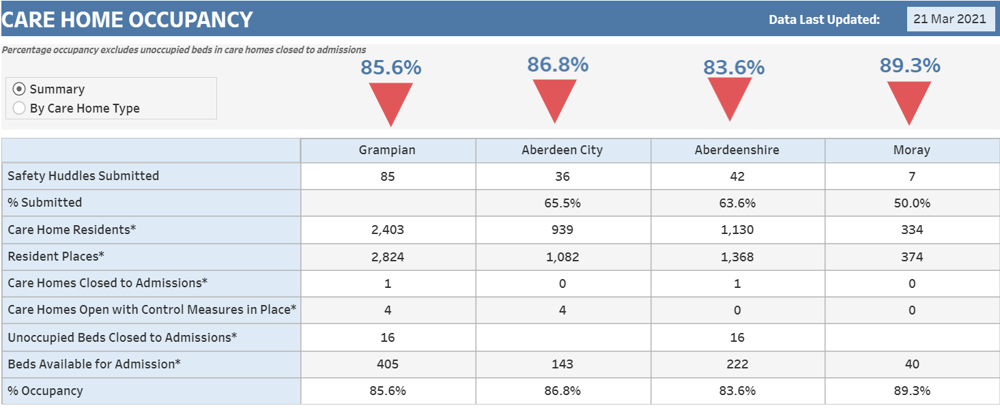 CARE HOME OCCUPANCY Data Last Updated: 21 Mar 2021
Percentage occupancy excludes unoccupied beds in care homes closed to admissions
85.6% 86.8% 83.6% 89.3%
Summary
By Care Home Type
Grampian Aberdeen City Aberdeenshire Moray
Safety Huddles Submitted 85 36 42 7
% Submitted 65.5% 63.6% 50.0%
Care Home Residents* 2,403 939 1,130 334
Resident Places* 2,824 1,082 1,368 374
Care Homes Closed to Admissions* 1 0 1 0
Care Homes Open with Control Measures in Place* 4 4 0 0
Unoccupied Beds Closed to Admissions* 16 16
Beds Available for Admission* 405 143 222 40
% Occupancy 85.6% 86.8% 83.6% 89.3%